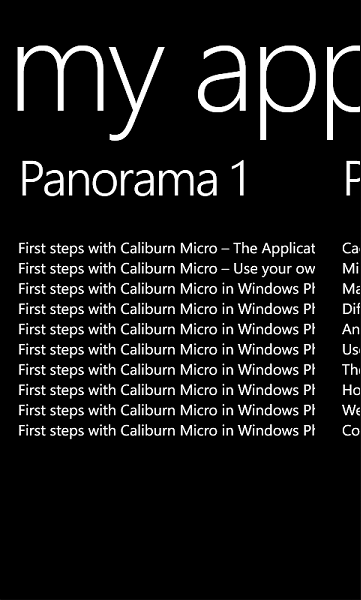 my app
Panorama 1 P
First steps with Caliburn Micro – The Applicat Ca
First steps with Caliburn Micro – Use your ow Mi
First steps with Caliburn Micro in Windows Ph Ma
First steps with Caliburn Micro in Windows Ph Dif
First steps with Caliburn Micro in Windows Ph An
First steps with Caliburn Micro in Windows Ph Use
First steps with Caliburn Micro in Windows Ph The
First steps with Caliburn Micro in Windows Ph Ho
First steps with Caliburn Micro in Windows Ph We
First steps with Caliburn Micro in Windows Ph Co